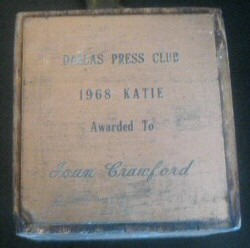 DALLAS PRESS CLUB
1968 KATIE
Awarded To
Joan Crawford